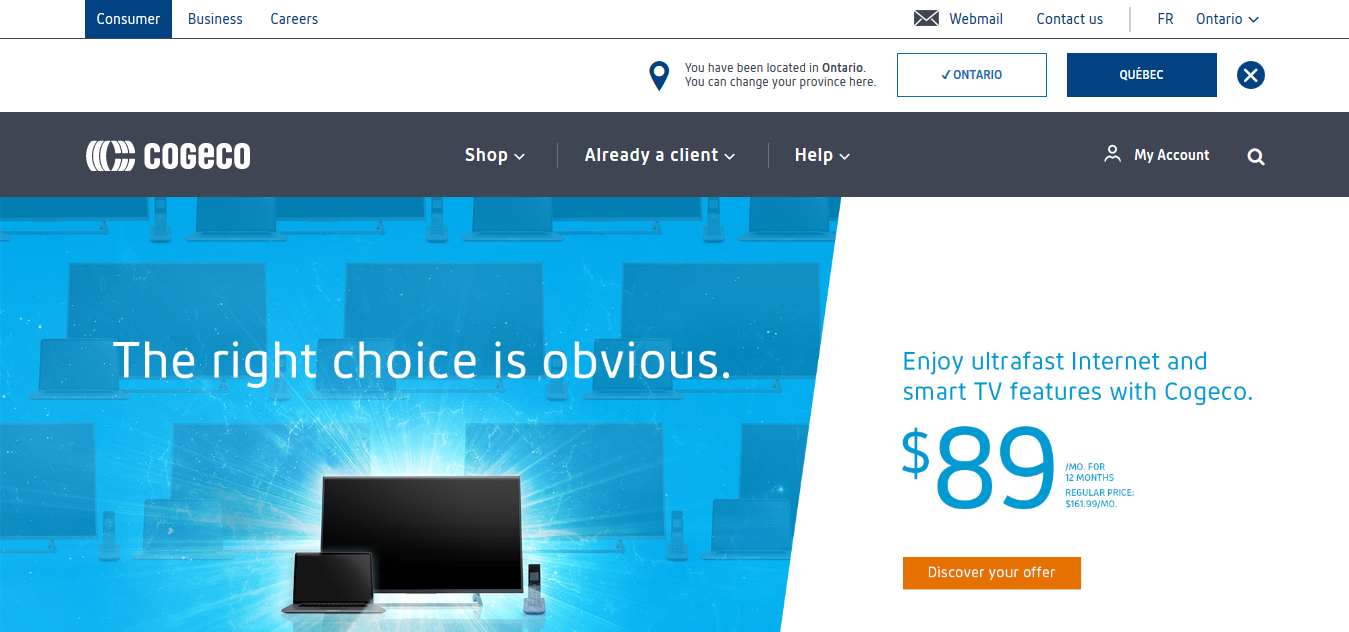 Consumer Business Careers Webmail Contact us FR Ontario
You have been located in Ontario.
You can change your province here.
✓ ONTARIO
QUÉBEC
COGECO Shop Already a client Help My Account
The right choice is obvious.
Enjoy ultrafast Internet and
smart TV features with Cogeco.
$89
/MO. FOR
12 MONTHS
REGULAR PRICE:
$161.99/MO.
Discover your offer